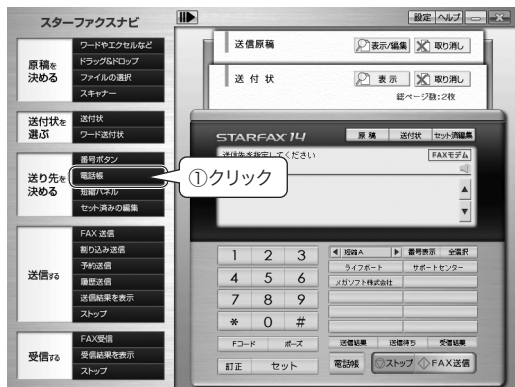 スターファクスナビ
設定 ヘルプ
原稿を
決める
ワードやエクセルなど
ドラッグ&ドロップ
ファイルの選択
スキャナー
送付状を
選ぶ
送付状
ワード送付状
送り先を
決める
番号ボタン
電話帳
短縮パネル
セット済みの編集
送信する
FAX 送信
割り込み送信
予約送信
履歴送信
送信結果を表示
ストップ
受信する
FAX受信
受信結果を表示
ストップ
送信原稿 表示/編集 取り消し
送 付 状 表 示 取り消し
総ページ数:2枚
STARFAX 14 原 稿 送付状 セット済編集
送信先を指定してください FAXモデム
①クリック
1 2 3
4 5 6
7 8 9
* 0 #
Fコード ポーズ
訂正 セット
短縮A 番号表示 全選択
ライフボート サポートセンター
メガソフト株式会社
送信結果 送信待ち 受信結果
電話帳 ストップ FAX送信